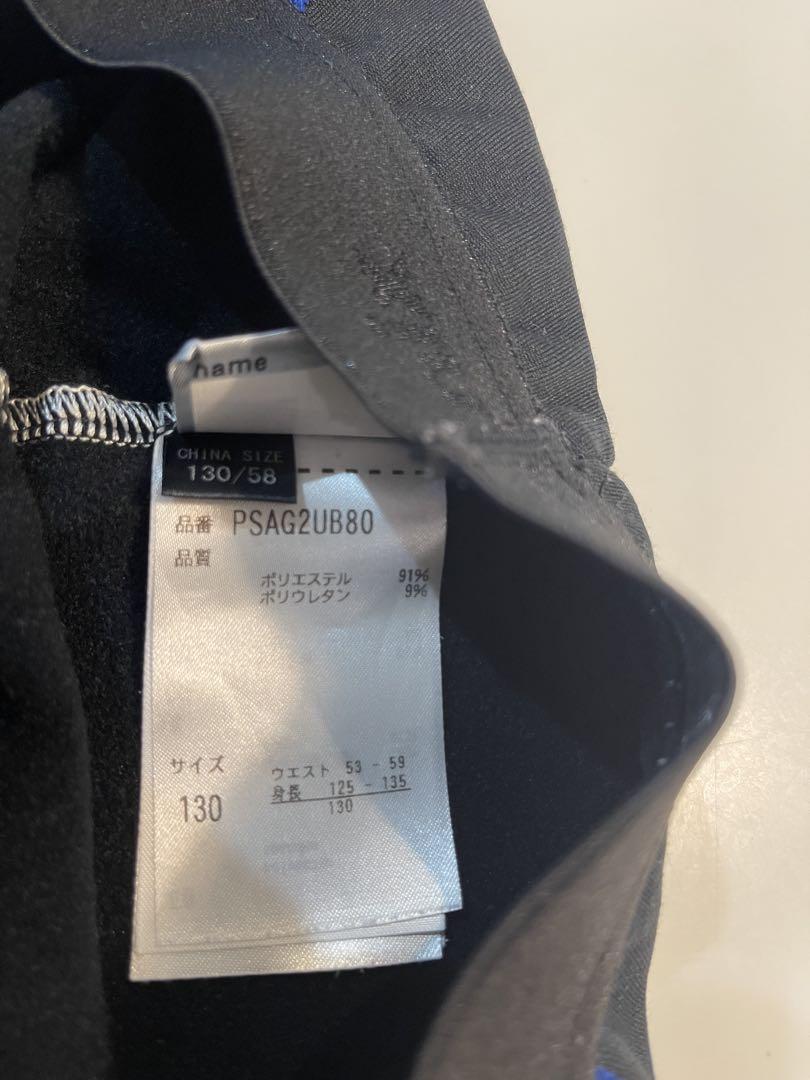 name
CHINA SIZE
130/58
品番 PSAG2UB80
品質
ポリエステル 91%
ポリウレタン 9%
サイズ
130
ウエスト 53 - 59
身長 125 - 135
130